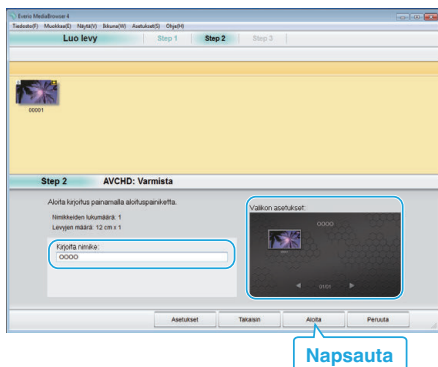 Everio MediaBrowser 4
Tiedosto(F) Muokkaa(E) Näytä(V) Ikkuna(W) Asetukset(S) Ohje(H)
Luo levy Step 1 Step 2 Step 3
00001
Step 2 AVCHD: Varmista
Aloita kirjoitus painamalla aloituspainiketta.
Nimikkeiden lukumäärä: 1
Levyjen määrä: 12 cm x 1
Kirjoita nimike:
OOOO
Valikon asetukset:
OOOO
01/01
Asetukset Takaisin Aloita Peruuta
Napsauta